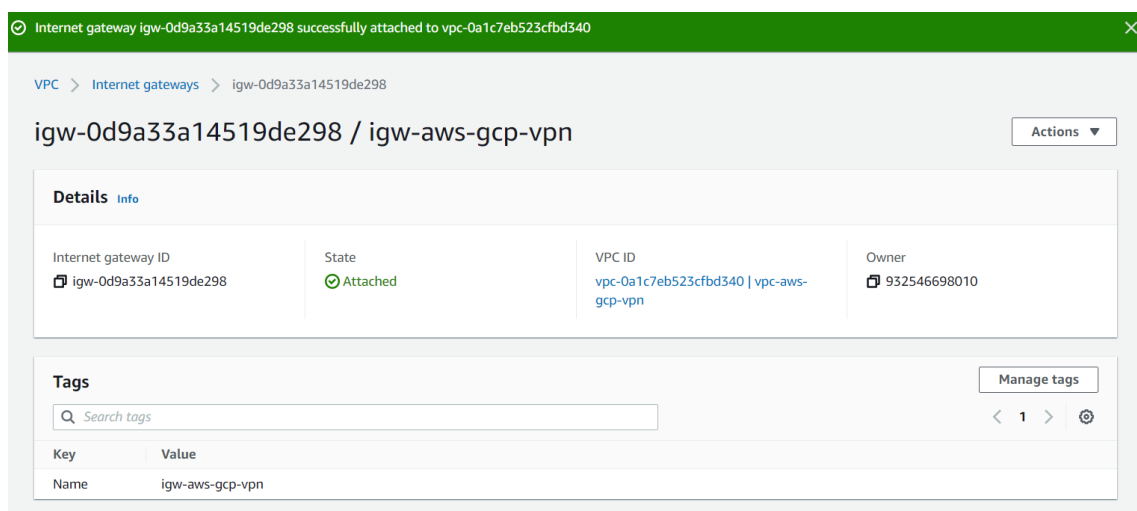 Internet gateway igw-0d9a33a14519de298 successfully attached to vpc-0a1c7eb523cfbd340
VPC > Internet gateways > igw-0d9a33a14519de298
igw-0d9a33a14519de298 / igw-aws-gcp-vpn
Actions
Details Info
Internet gateway ID
igw-0d9a33a14519de298
State
Attached
VPC ID
vpc-0a1c7eb523cfbd340 | vpc-aws-
gcp-vpn
Owner
932546698010
Tags
Manage tags
Search tags
1
Key Value
Name igw-aws-gcp-vpn